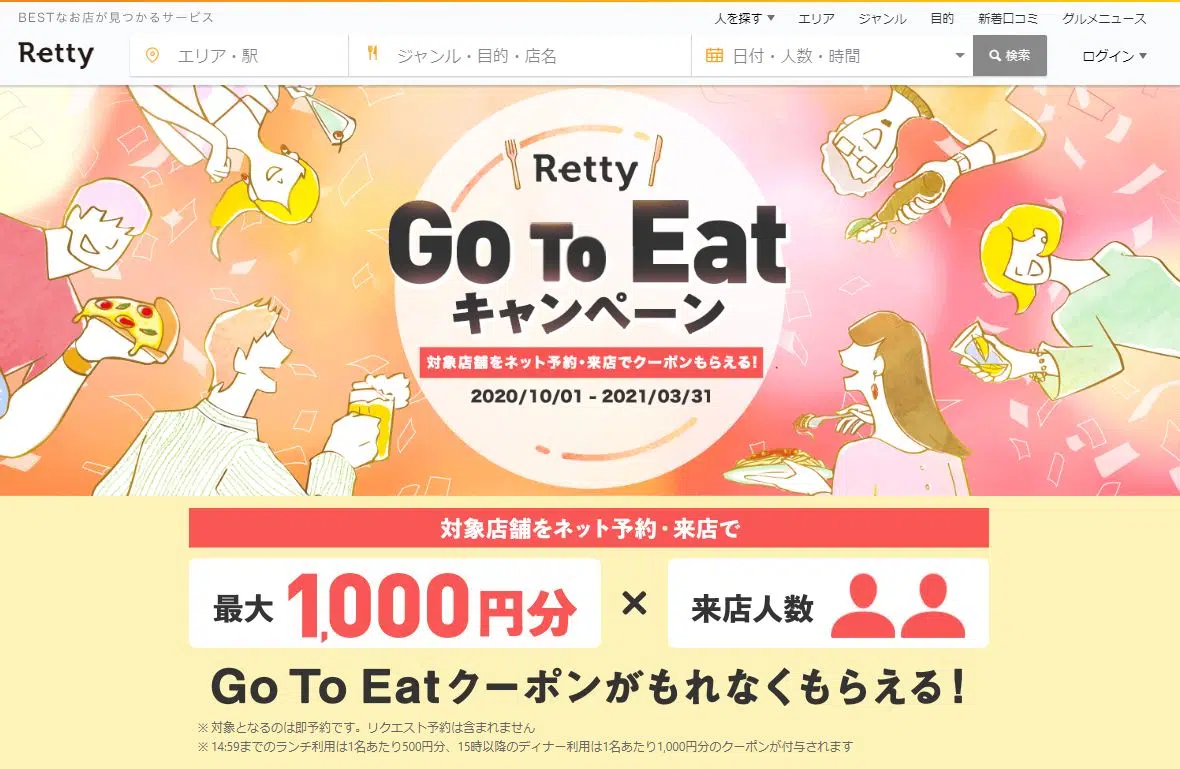 BESTなお店が見つかるサービス
人を探す エリア ジャンル 目的 新着口コミ グルメニュース
Retty エリア・駅 ジャンル・目的・店名 日付・人数・時間 検索 ログイン
Retty
Go To Eat
キャンペーン
対象店舗をネット予約・来店でクーポンもらえる!
2020/10/01 - 2021/03/31
対象店舗をネット予約・来店で
最大 1,000円分 × 来店人数
Go To Eatクーポンがもれなくもらえる!
※ 対象となるのは即予約です。リクエスト予約は含まれません
※ 14:59までのランチ利用は1名あたり500円分、15時以降のディナー利用は1名あたり1,000円分のクーポンが付与されます